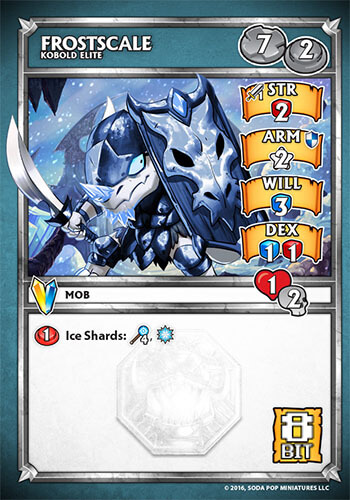 FROSTSCALE
KOBOLD ELITE
7 2
STR
2
ARM
2
WILL
3
DEX
1 1
1
2
MOB
1 Ice Shards: 4,
8
BIT
© 2016, SODA POP MINIATURES LLC